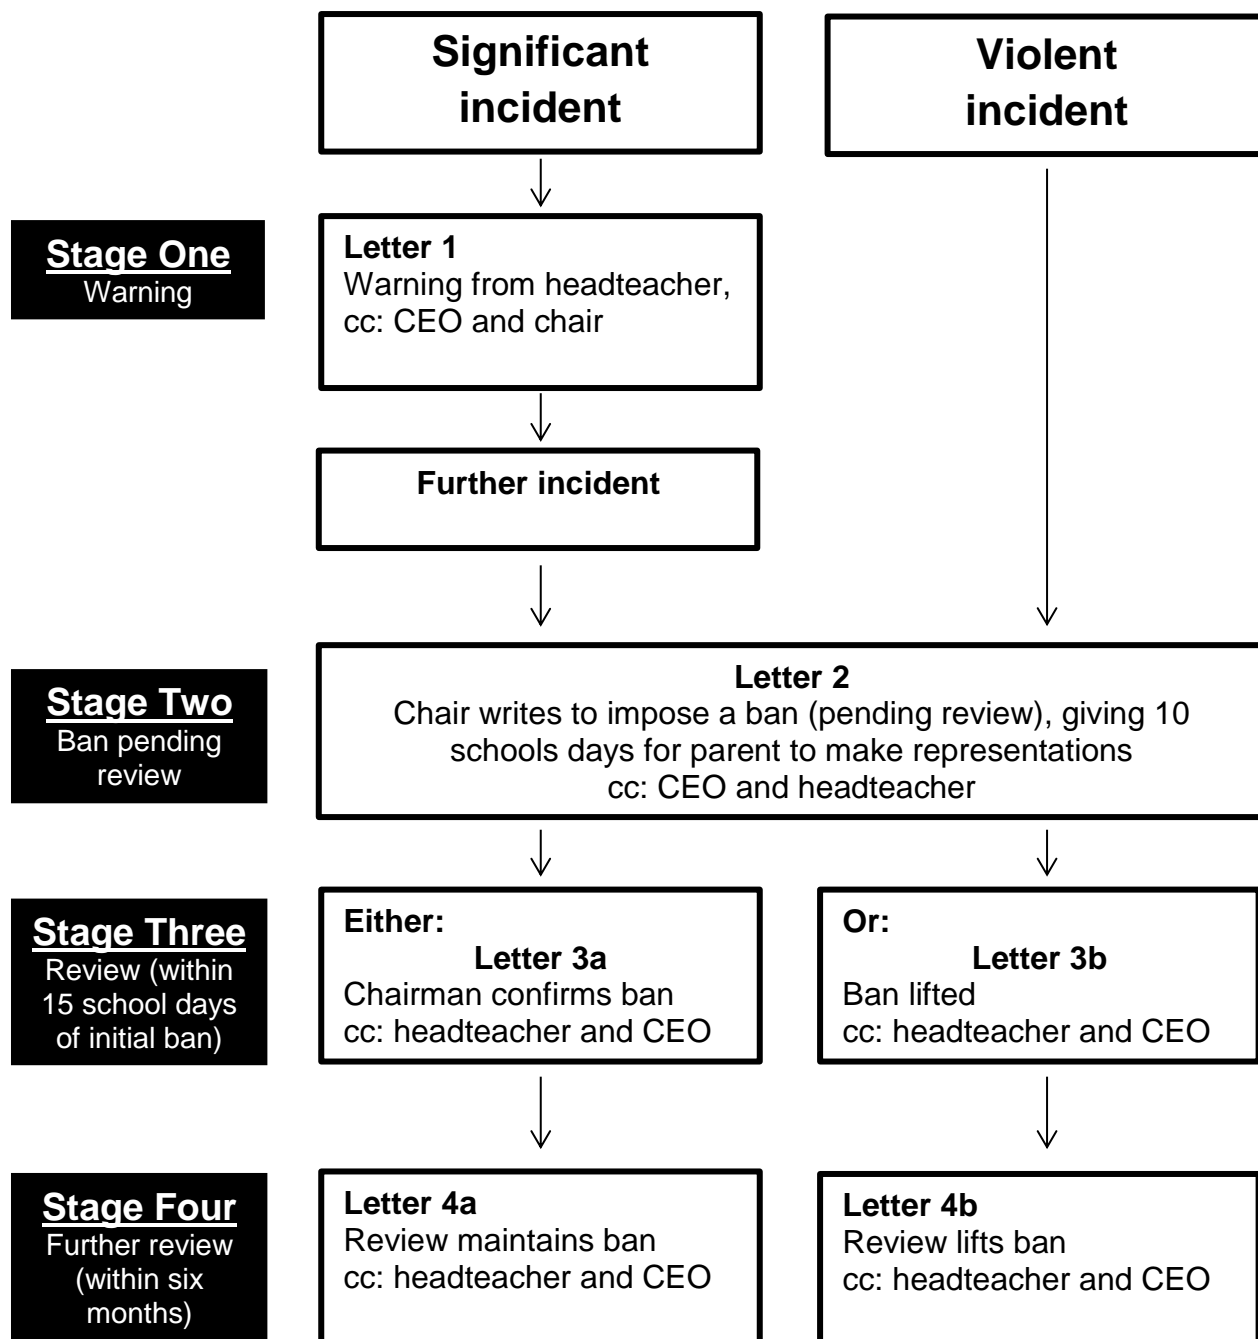 Significant
incident
Violent
incident
Stage One
Warning
Letter 1
Warning from headteacher,
cc: CEO and chair
Further incident
Stage Two
Ban pending
review
Letter 2
Chair writes to impose a ban (pending review), giving 10
schools days for parent to make representations
cc: CEO and headteacher
Stage Three
Review (within
15 school days
of initial ban)
Either:
Letter 3a
Chairman confirms ban
cc: headteacher and CEO
Or:
Letter 3b
Ban lifted
cc: headteacher and CEO
Stage Four
Further review
(within six
months)
Letter 4a
Review maintains ban
cc: headteacher and CEO
Letter 4b
Review lifts ban
cc: headteacher and CEO